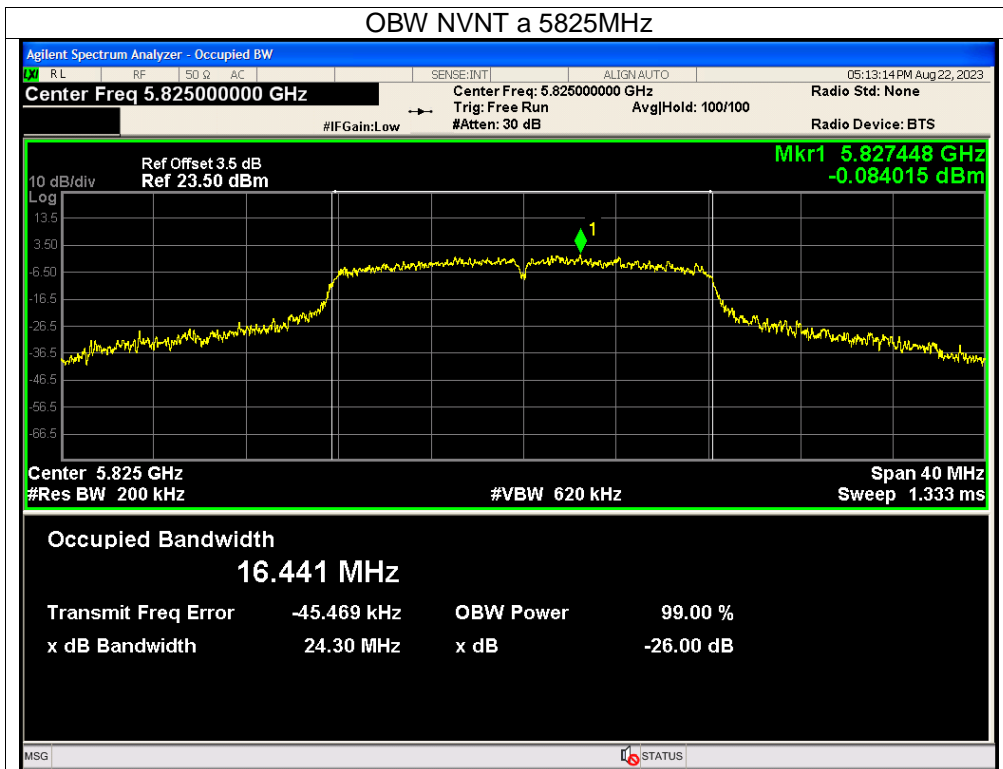 OBW NVNT a 5825MHz
Agilent Spectrum Analyzer - Occupied BW
LXI RL RF 50 Ω AC SENSE:INT ALIGN AUTO 05:13:14 PM Aug 22, 2023
Center Freq 5.825000000 GHz Center Freq: 5.825000000 GHz Radio Std: None
Trig: Free Run Avg|Hold: 100/100
#IFGain:Low #Atten: 30 dB Radio Device: BTS
Mkr1 5.827448 GHz
Ref Offset 3.5 dB
10 dB/div Ref 23.50 dBm -0.084015 dBm
Log
13.5
1
3.50
-6.50
-16.5
-26.5
-36.5
-46.5
-56.5
-66.5
Center 5.825 GHz Span 40 MHz
#Res BW 200 kHz #VBW 620 kHz Sweep 1.333 ms
Occupied Bandwidth
16.441 MHz
Transmit Freq Error -45.469 kHz OBW Power 99.00 %
x dB Bandwidth 24.30 MHz x dB -26.00 dB
MSG STATUS